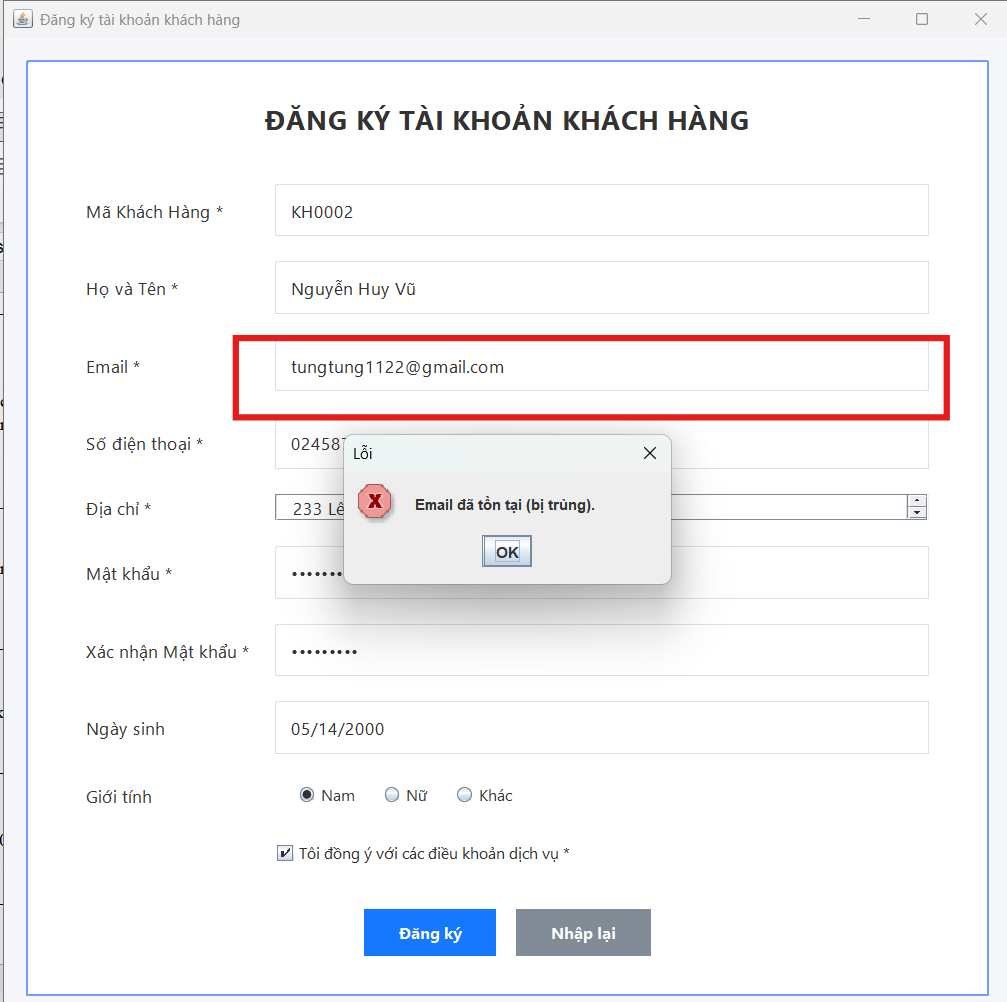 Đăng ký tài khoản khách hàng
ĐĂNG KÝ TÀI KHOẢN KHÁCH HÀNG
Mã Khách Hàng * KH0002
Họ và Tên * Nguyễn Huy Vũ
Email * tungtung1122@gmail.com
Số điện thoại *
Lỗi
Email đã tồn tại (bị trùng).
OK
Địa chỉ * 233 Lê
Mật khẩu * 
Xác nhận Mật khẩu * •••••••••
Ngày sinh 05/14/2000
Giới tính Nam Nữ Khác
Tôi đồng ý với các điều khoản dịch vụ *
Đăng ký Nhập lại